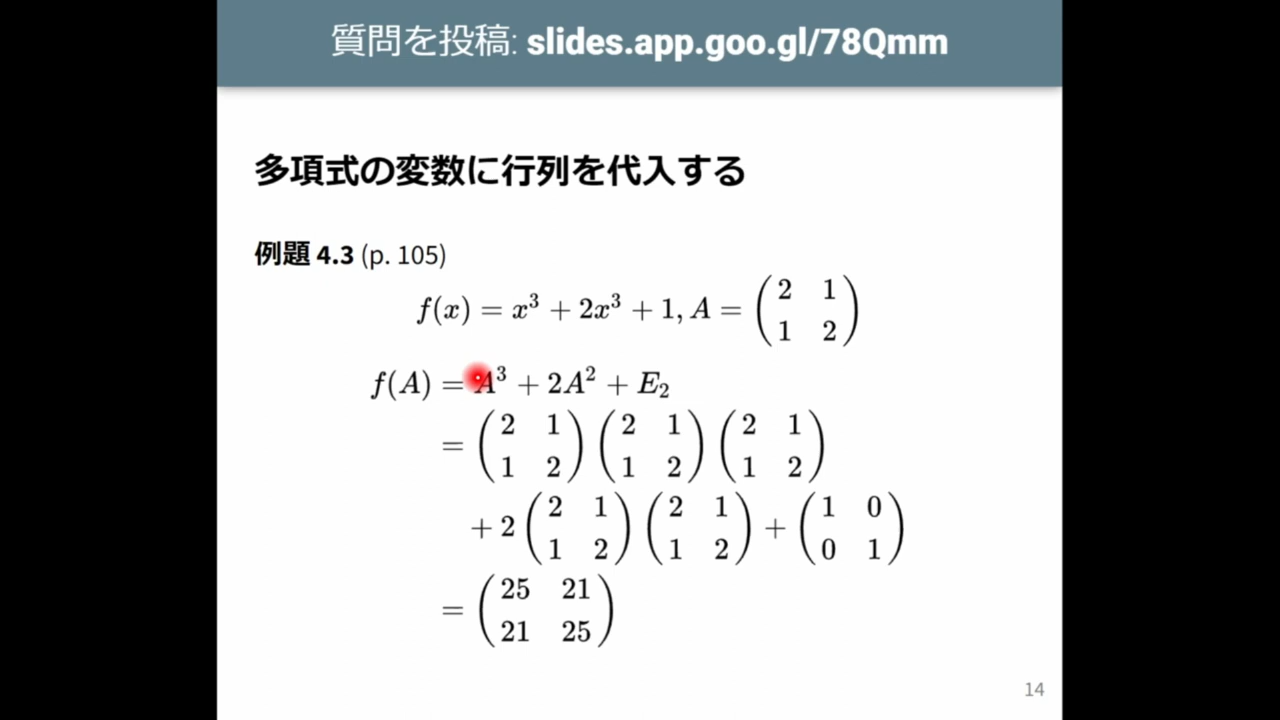 質問を投稿: slides.app.goo.gl/78Qmm
多項式の変数に行列を代入する
例題 4.3 (p. 105)
f(x) = x³ + 2x³ + 1, A = (2 1; 1 2)
f(A) = A³ + 2A² + E₂
= (2 1; 1 2) (2 1; 1 2) (2 1; 1 2)
+ 2 (2 1; 1 2) (2 1; 1 2) + (1 0; 0 1)
= (25 21; 21 25)
14